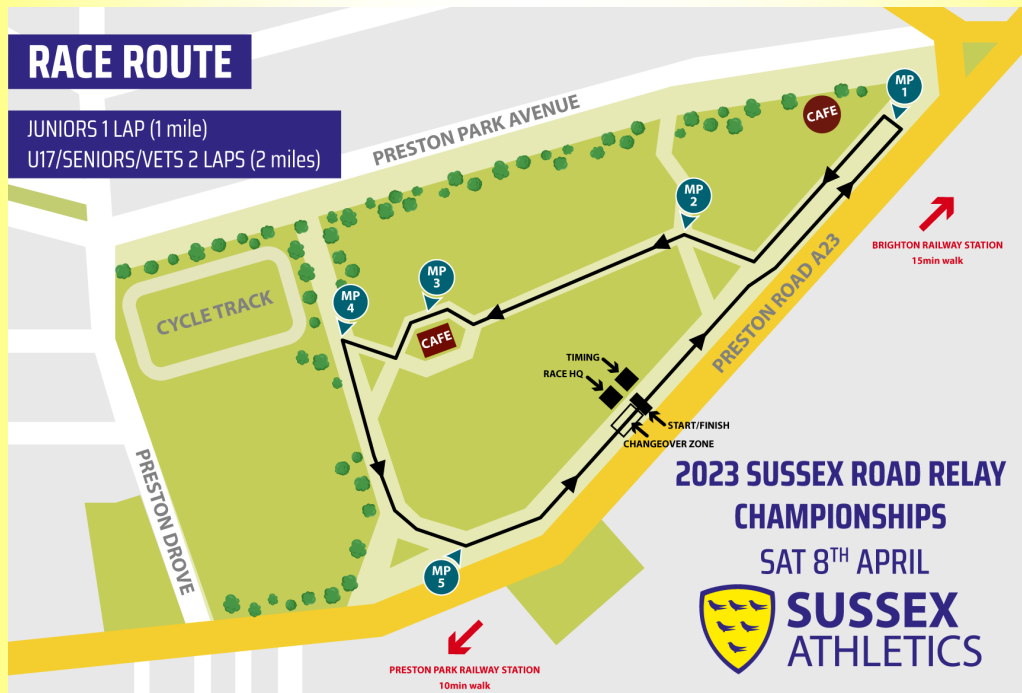 RACE ROUTE
JUNIORS 1 LAP (1 mile)
U17/SENIORS/VETS 2 LAPS (2 miles)
PRESTON PARK AVENUE
CAFE
MP
1
MP
2
BRIGHTON RAILWAY STATION
15min walk
PRESTON ROAD A23
MP
3
MP
4
CYCLE TRACK
CAFE
TIMING
RACE HQ
START/FINISH
CHANGEOVER ZONE
PRESTON DROVE
MP
5
PRESTON PARK RAILWAY STATION
10min walk
2023 SUSSEX ROAD RELAY
CHAMPIONSHIPS
SAT 8TH APRIL
SUSSEX
ATHLETICS